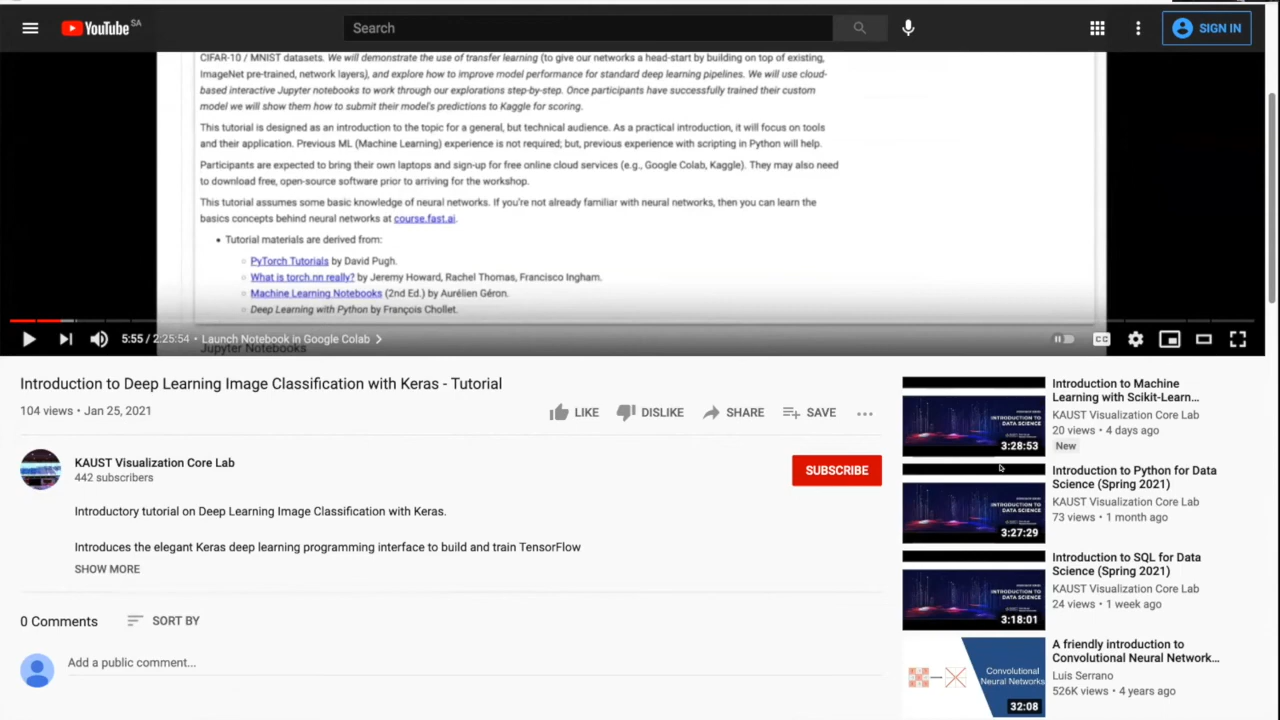 YouTube SA
Search
SIGN IN
CIFAR-10 / MNIST datasets. We will demonstrate the use of transfer learning (to give our networks a head-start by building on top of existing,
ImageNet pre-trained, network layers), and explore how to improve model performance for standard deep learning pipelines. We will use cloud-
based interactive Jupyter notebooks to work through our explorations step-by-step. Once participants have successfully trained their custom
model we will show them how to submit their model's predictions to Kaggle for scoring.
This tutorial is designed as an introduction to the topic for a general, but technical audience. As a practical introduction, it will focus on tools
and their application. Previous ML (Machine Learning) experience is not required; but, previous experience with scripting in Python will help.
Participants are expected to bring their own laptops and sign-up for free online cloud services (e.g., Google Colab, Kaggle). They may also need
to download free, open-source software prior to arriving for the workshop.
This tutorial assumes some basic knowledge of neural networks. If you're not already familiar with neural networks, then you can learn the
basics concepts behind neural networks at course.fast.ai.
• Tutorial materials are derived from:
PyTorch Tutorials by David Pugh.
What is torch.nn really? by Jeremy Howard, Rachel Thomas, Francisco Ingham.
Machine Learning Notebooks (2nd Ed.) by Aurélien Géron.
Deep Learning with Python by François Chollet.
5:55 / 2:25:54 • Launch Notebook in Google Colab
CC
Jupyter Notebooks
Introduction to Deep Learning Image Classification with Keras - Tutorial
104 views • Jan 25, 2021
LIKE
DISLIKE
SHARE
SAVE
KAUST Visualization Core Lab
442 subscribers
SUBSCRIBE
Introductory tutorial on Deep Learning Image Classification with Keras.
Introduces the elegant Keras deep learning programming interface to build and train TensorFlow
SHOW MORE
0 Comments
SORT BY
Add a public comment...
INTRODUCTION TO
DATA SCIENCE
3:28:53
Introduction to Machine
Learning with Scikit-Learn...
KAUST Visualization Core Lab
20 views • 4 days ago
New
INTRODUCTION TO
DATA SCIENCE
3:27:29
Introduction to Python for Data
Science (Spring 2021)
KAUST Visualization Core Lab
73 views • 1 month ago
INTRODUCTION TO
DATA SCIENCE
3:18:01
Introduction to SQL for Data
Science (Spring 2021)
KAUST Visualization Core Lab
24 views • 1 week ago
Convolutional
Neural Networks
32:08
A friendly introduction to
Convolutional Neural Network...
Luis Serrano
526K views • 4 years ago